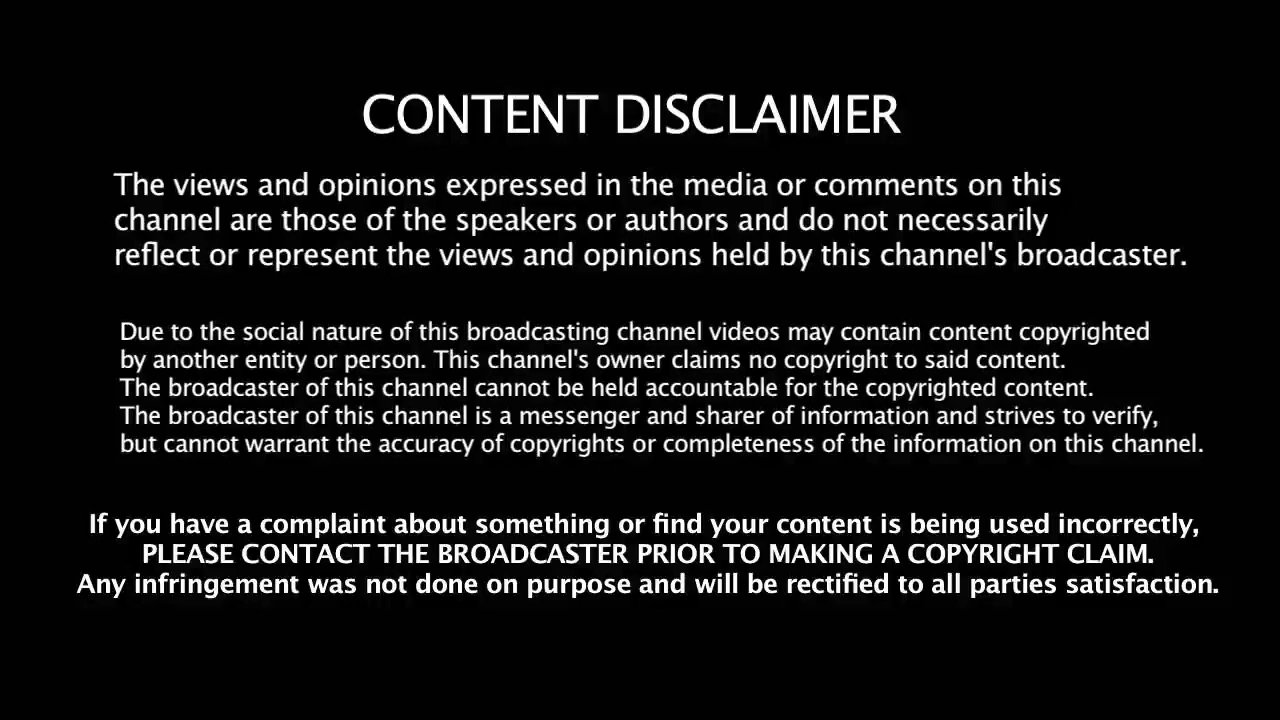 CONTENT DISCLAIMER
The views and opinions expressed in the media or comments on this
channel are those of the speakers or authors and do not necessarily
reflect or represent the views and opinions held by this channel's broadcaster.
Due to the social nature of this broadcasting channel videos may contain content copyrighted
by another entity or person. This channel's owner claims no copyright to said content.
The broadcaster of this channel cannot be held accountable for the copyrighted content.
The broadcaster of this channel is a messenger and sharer of information and strives to verify,
but cannot warrant the accuracy of copyrights or completeness of the information on this channel.
If you have a complaint about something or find your content is being used incorrectly,
PLEASE CONTACT THE BROADCASTER PRIOR TO MAKING A COPYRIGHT CLAIM.
Any infringement was not done on purpose and will be rectified to all parties satisfaction.